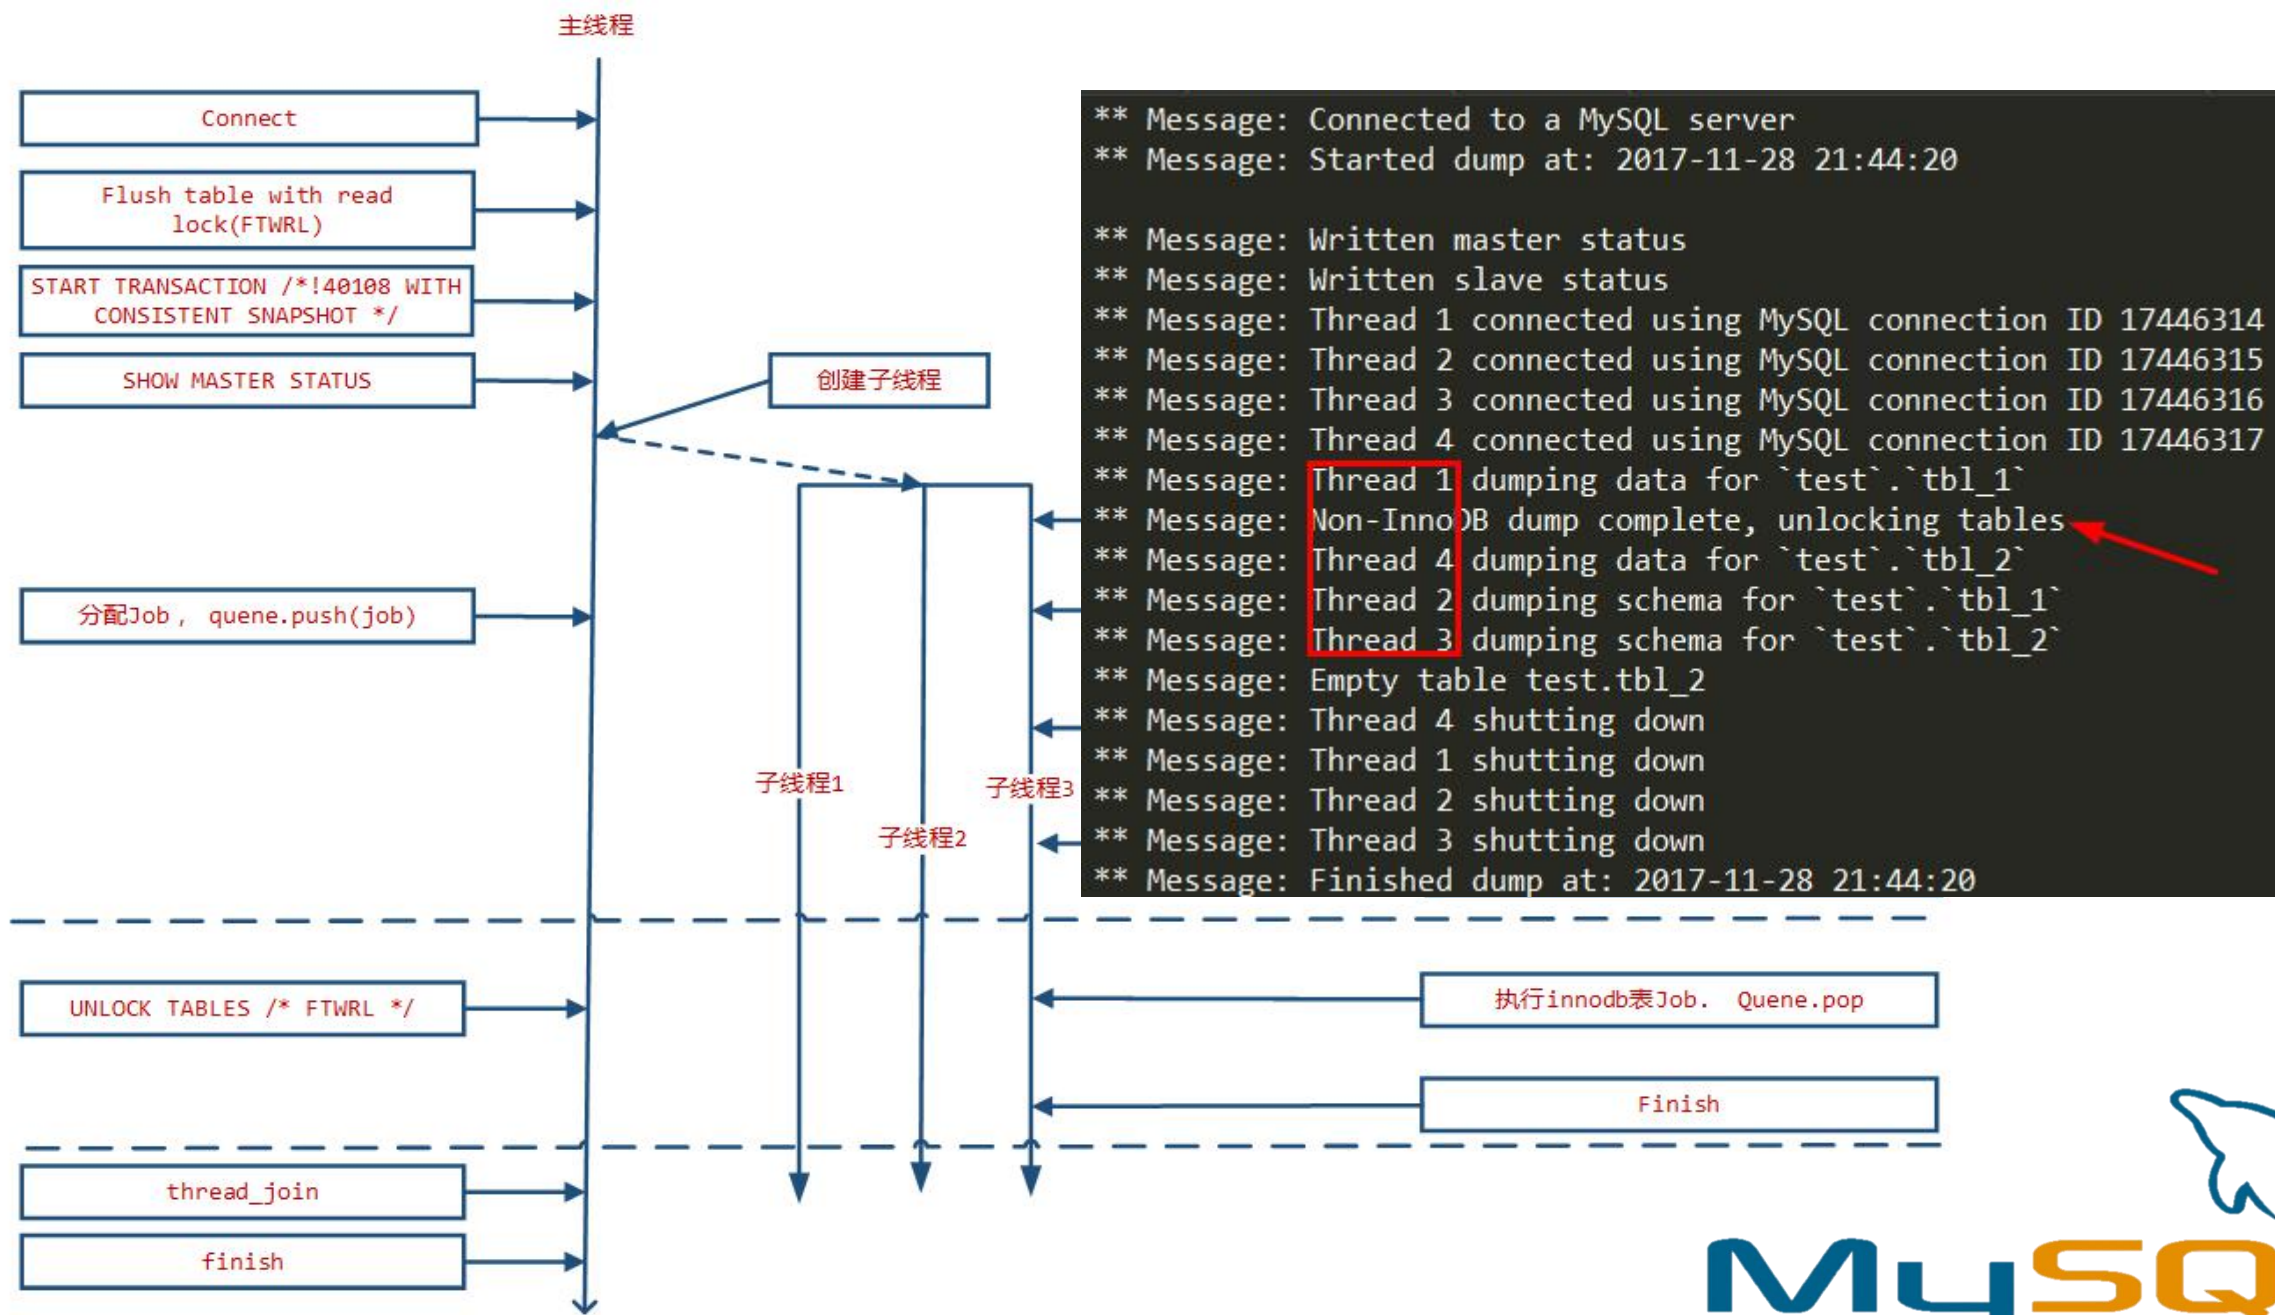 主线程
Connect
Flush table with read
lock(FTWRL)
START TRANSACTION /*!40108 WITH
CONSISTENT SNAPSHOT */
SHOW MASTER STATUS
创建子线程
分配Job， quene.push(job)
子线程1
子线程2
子线程3
** Message: Connected to a MySQL server
** Message: Started dump at: 2017-11-28 21:44:20
** Message: Written master status
** Message: Written slave status
** Message: Thread 1 connected using MySQL connection ID 17446314
** Message: Thread 2 connected using MySQL connection ID 17446315
** Message: Thread 3 connected using MySQL connection ID 17446316
** Message: Thread 4 connected using MySQL connection ID 17446317
** Message: Thread 1 dumping data for `test`.`tbl_1`
** Message: Non-InnoDB dump complete, unlocking tables
** Message: Thread 4 dumping data for `test`.`tbl_2`
** Message: Thread 2 dumping schema for `test`.`tbl_1`
** Message: Thread 3 dumping schema for `test`.`tbl_2`
** Message: Empty table test.tbl_2
** Message: Thread 4 shutting down
** Message: Thread 1 shutting down
** Message: Thread 2 shutting down
** Message: Thread 3 shutting down
** Message: Finished dump at: 2017-11-28 21:44:20
UNLOCK TABLES /* FTWRL */
执行innodb表Job. Quene.pop
Finish
thread_join
finish
MySQ